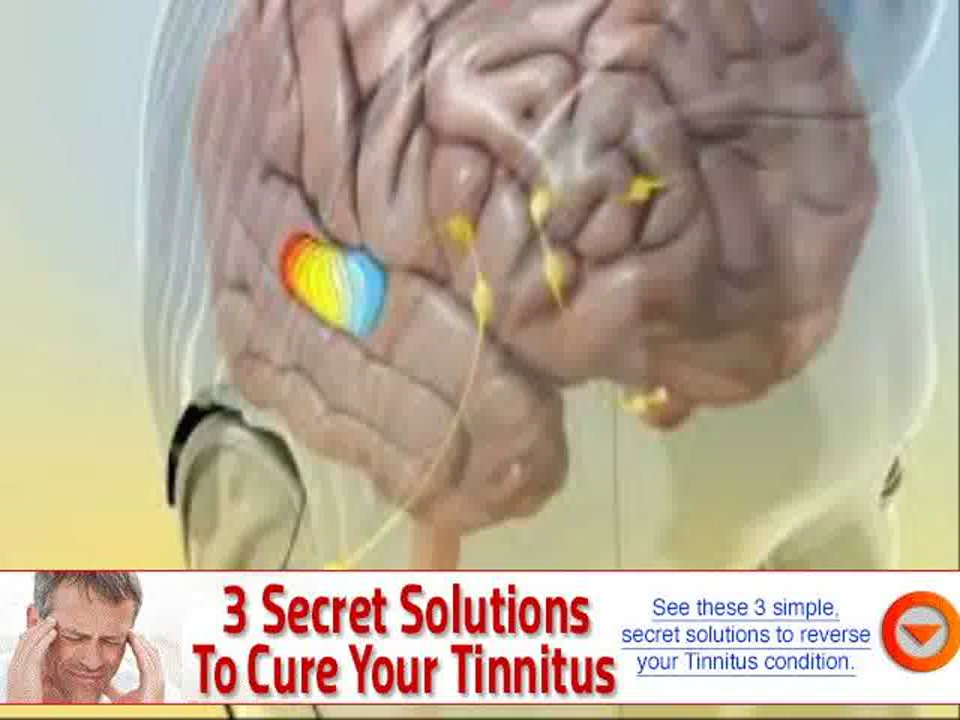 3 Secret Solutions
To Cure Your Tinnitus
See these 3 simple,
secret solutions to reverse
your Tinnitus condition.